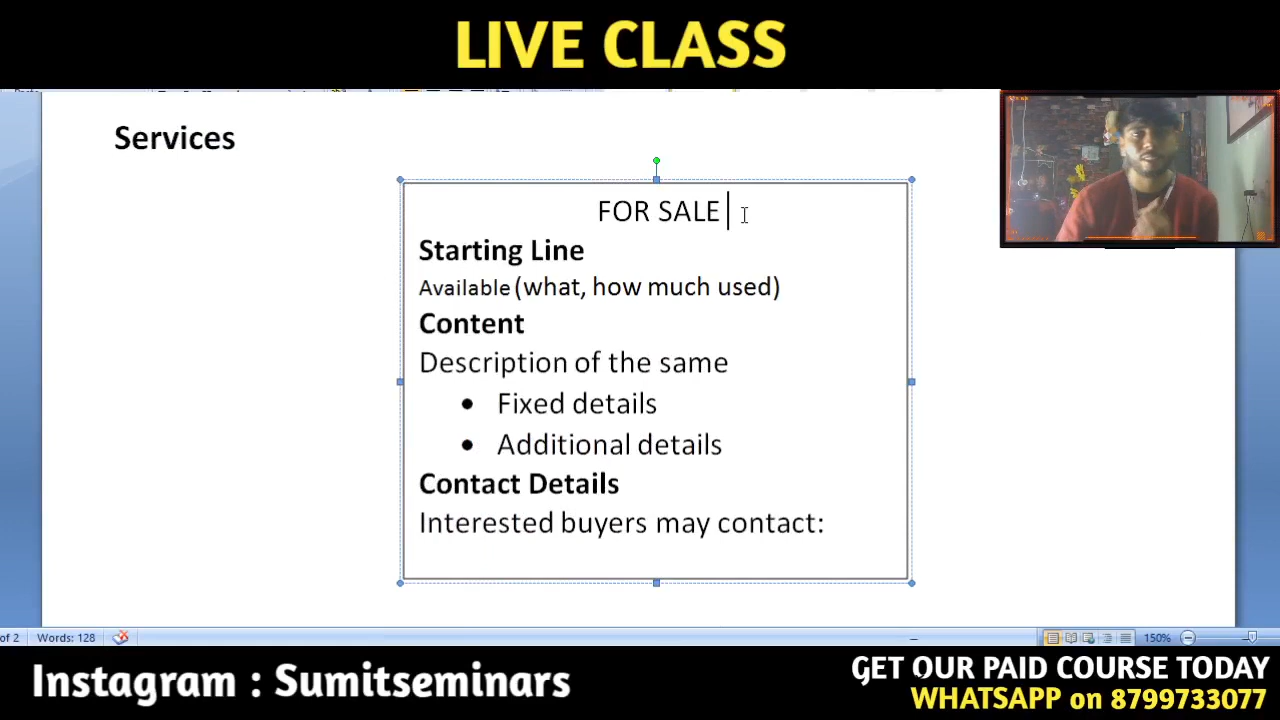 LIVE CLASS
Services
FOR SALE
Starting Line
Available (what, how much used)
Content
Description of the same
• Fixed details
• Additional details
Contact Details
Interested buyers may contact:
of 2 Words: 128
150%
Instagram : Sumitseminars
GET OUR PAID COURSE TODAY
WHATSAPP on 8799733077